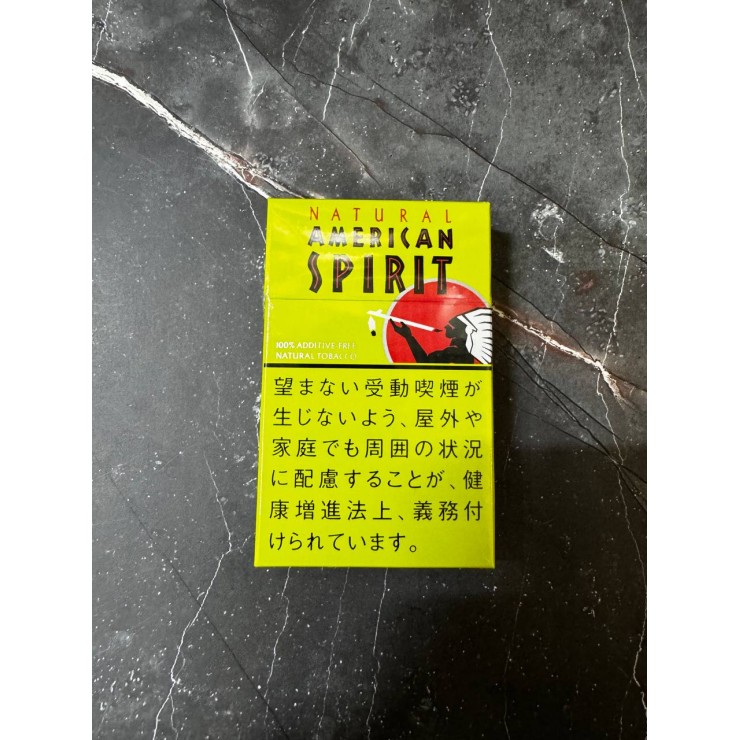 NATURAL
AMERICAN
SPIRIT
100% ADDITIVE-FREE
NATURAL TOBACCO
望まない受動喫煙が
生じないよう、屋外や
家庭でも周囲の状況
に配慮することが、健
康増進法上、義務付
けられています。